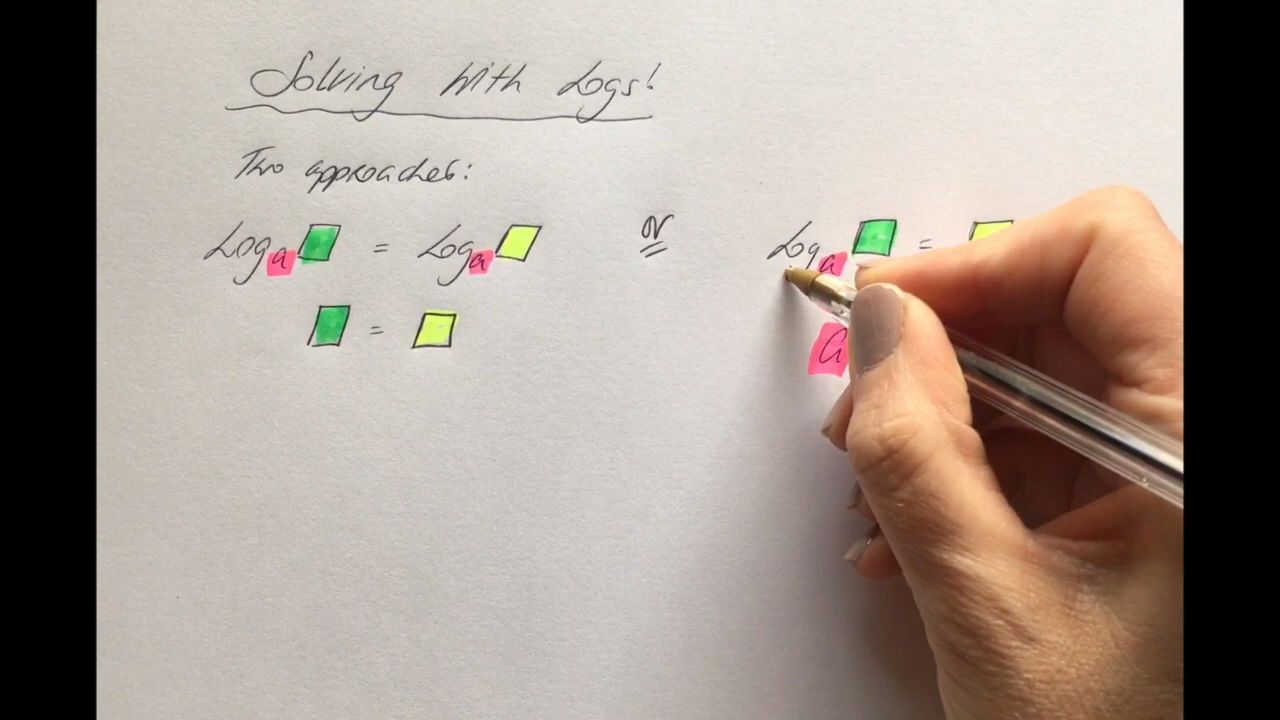 Solving with Logs!
Two approaches:
Log a = Log a or Log a =
=
a